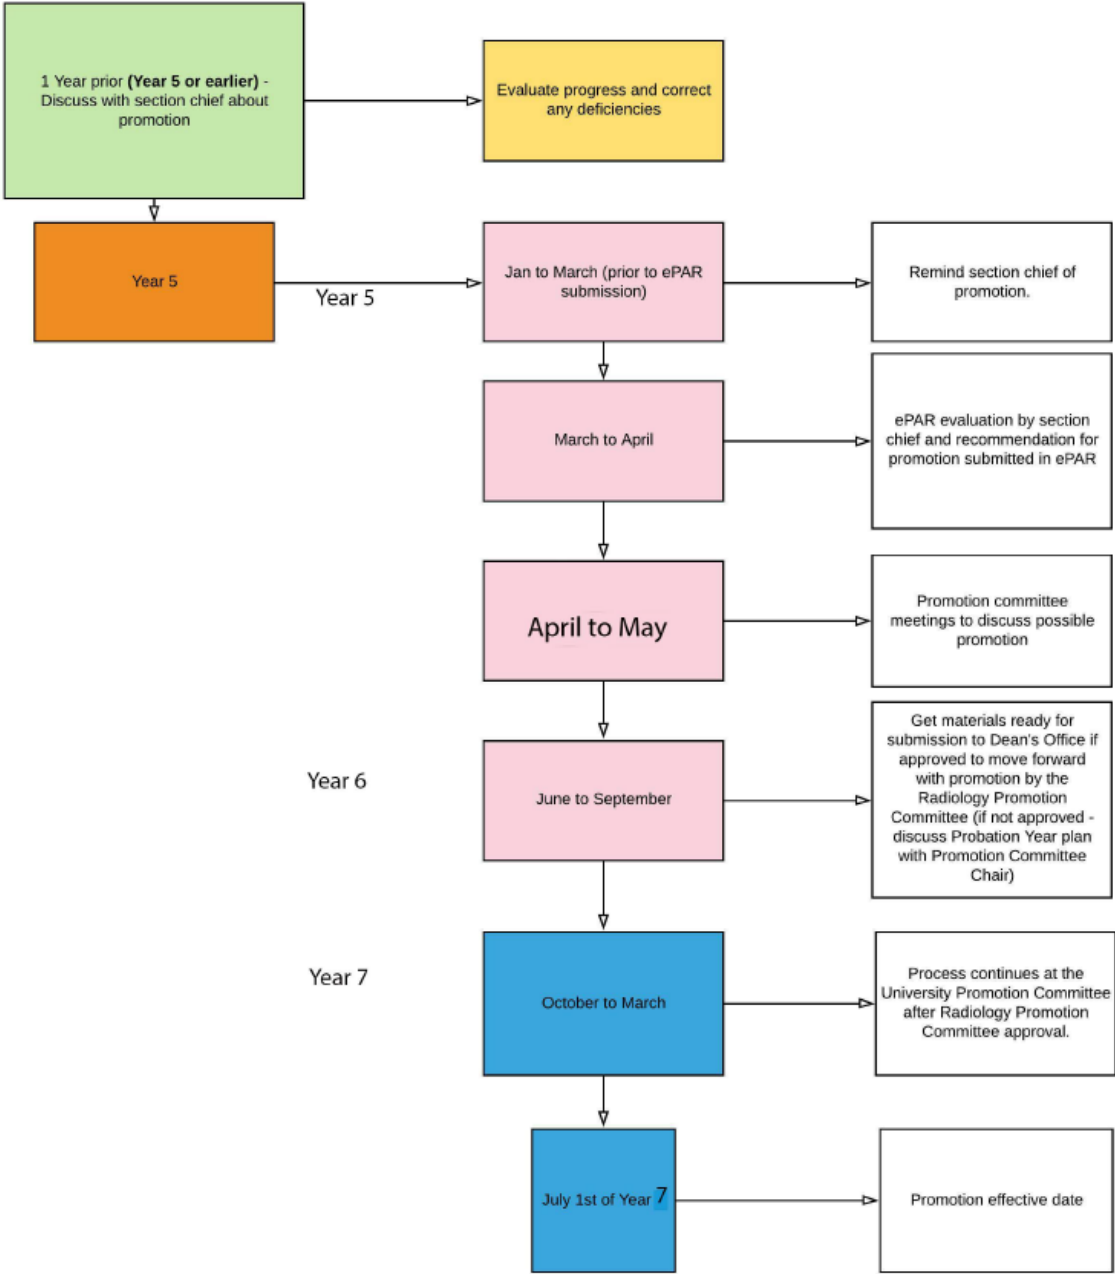 1 Year prior (Year 5 or earlier) -
Discuss with section chief about
promotion
Evaluate progress and correct
any deficiencies
Year 5
Year 5
Jan to March (prior to ePAR
submission)
Remind section chief of
promotion.
March to April
ePAR evaluation by section
chief and recommendation for
promotion submitted in ePAR
April to May
Promotion committee
meetings to discuss possible
promotion
Year 6
June to September
Get materials ready for
submission to Dean's Office if
approved to move forward
with promotion by the
Radiology Promotion
Committee (if not approved -
discuss Probation Year plan
with Promotion Committee
Chair)
Year 7
October to March
Process continues at the
University Promotion Committee
after Radiology Promotion
Committee approval.
July 1st of Year 7
Promotion effective date